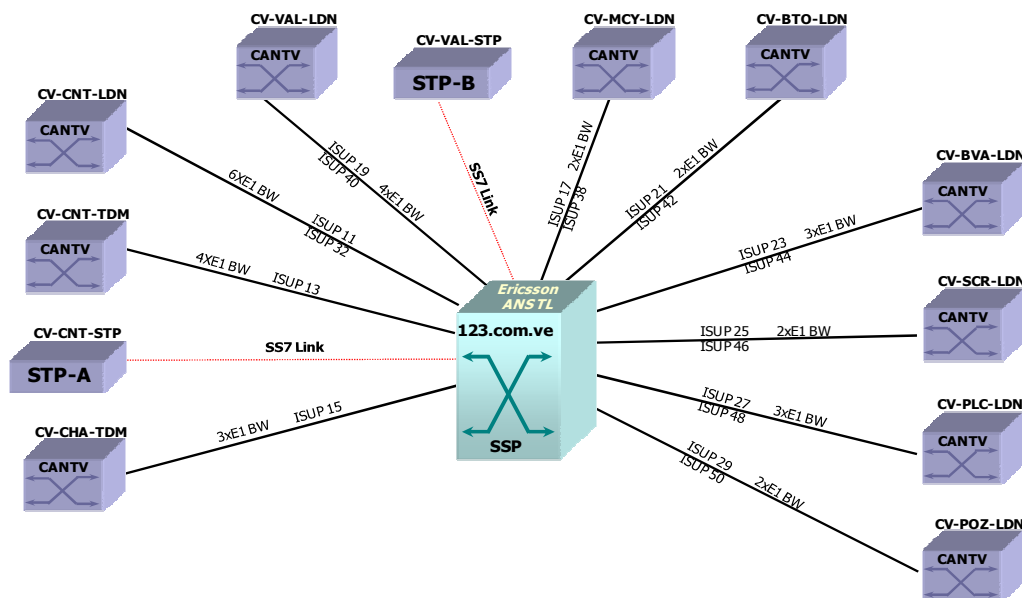 CV-VAL-LDN
CANTV
CV-VAL-STP
STP-B
CV-MCY-LDN
CANTV
CV-BTO-LDN
CANTV
CV-CNT-LDN
CANTV
6XE1 BW
ISUP 11
ISUP 32
ISUP 19
ISUP 40
4XE1 BW
SS7 Link
ISUP 17 2xE1 BW
ISUP 38
ISUP 21 2xE1 BW
ISUP 42
CV-BVA-LDN
CANTV
ISUP 23 3xE1 BW
ISUP 44
CV-CNT-TDM
CANTV
4XE1 BW ISUP 13
Ericsson
ANSTL
123.com.ve
SSP
CV-SCR-LDN
CANTV
ISUP 25 2xE1 BW
ISUP 46
CV-CNT-STP
STP-A
SS7 Link
CV-PLC-LDN
CANTV
ISUP 27 3xE1 BW
ISUP 48
CV-CHA-TDM
CANTV
3xE1 BW ISUP 15
ISUP 29 2xE1 BW
ISUP 50
CV-POZ-LDN
CANTV